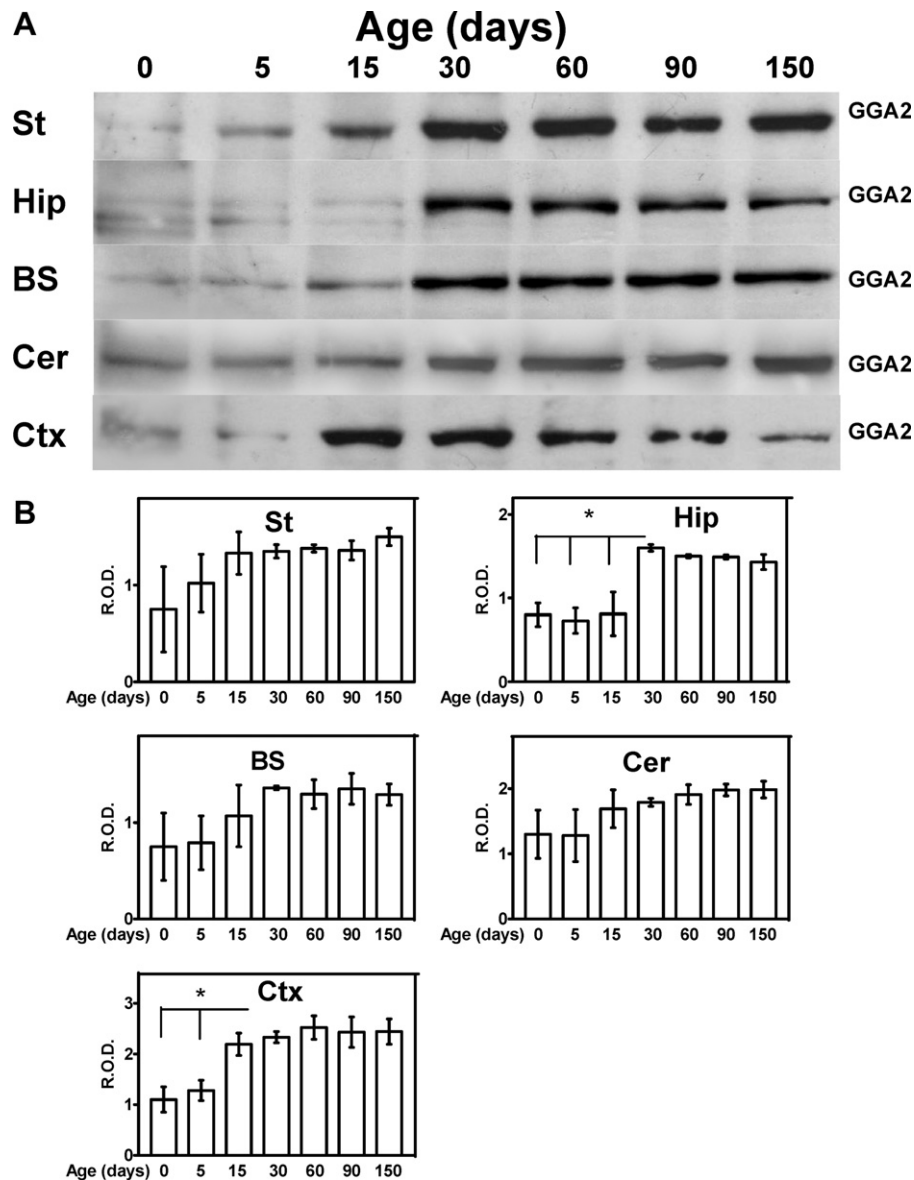 A
Age (days)
0 5 15 30 60 90 150
St GGA2
Hip GGA2
BS GGA2
Cer GGA2
Ctx GGA2
B
St
R.O.D.
1
0
Age (days) 0 5 15 30 60 90 150
Hip
*
R.O.D.
2
1
0
Age (days) 0 5 15 30 60 90 150
BS
R.O.D.
1
0
Age (days) 0 5 15 30 60 90 150
Cer
R.O.D.
2
1
0
Age (days) 0 5 15 30 60 90 150
Ctx
*
R.O.D.
3
2
1
0
Age (days) 0 5 15 30 60 90 150